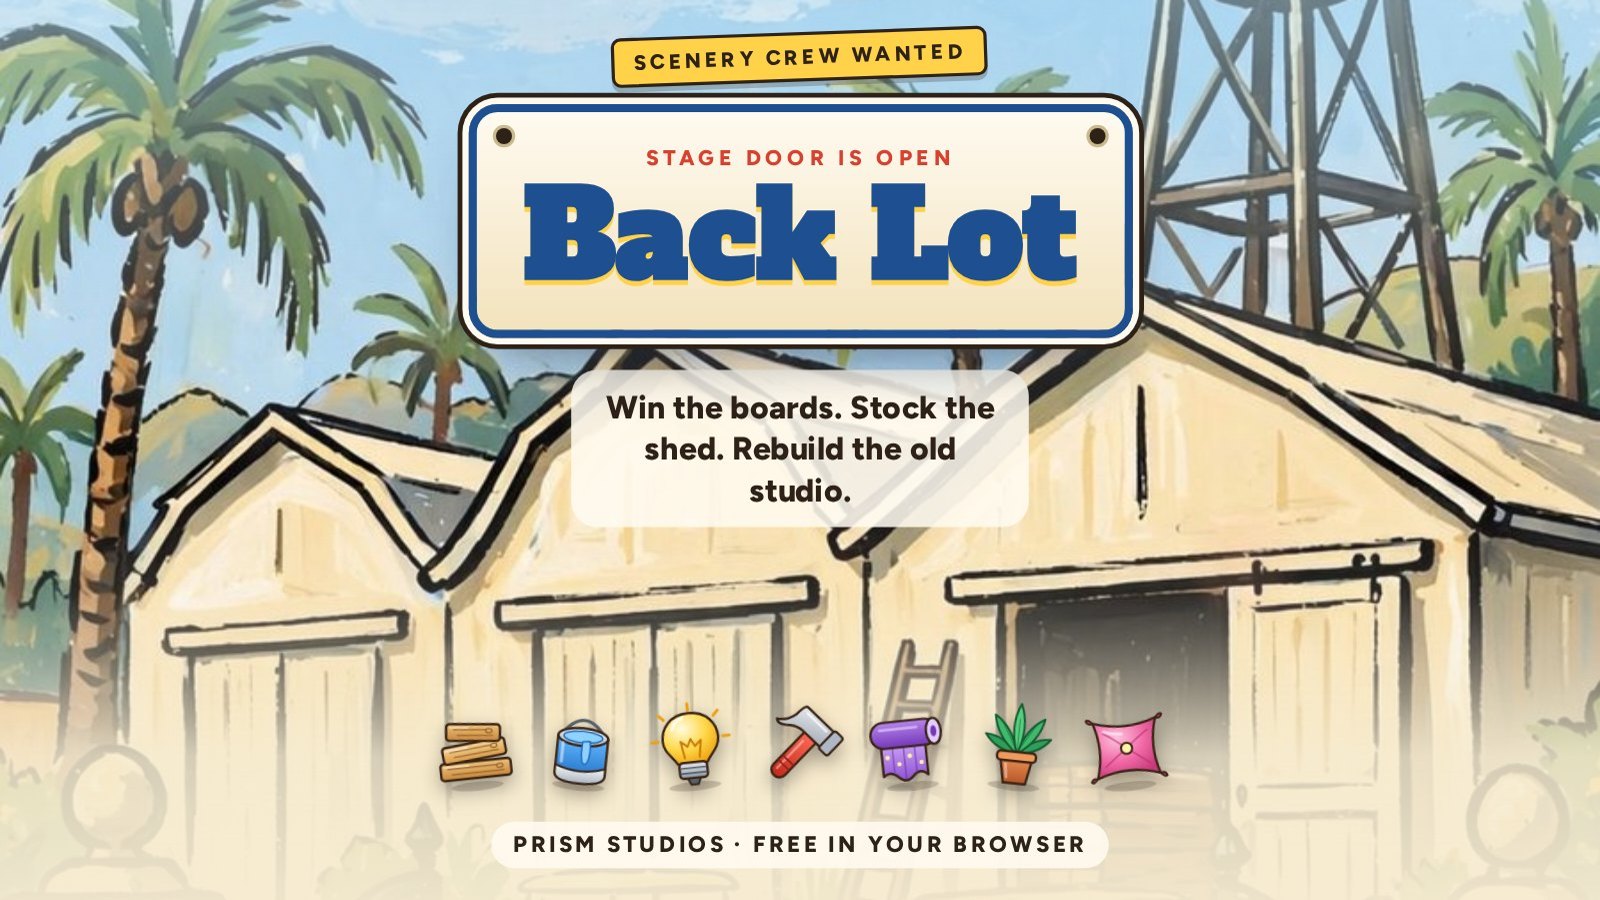 SCENERY CREW WANTED
STAGE DOOR IS OPEN
Back Lot
Win the boards. Stock the
shed. Rebuild the old
studio.
PRISM STUDIOS · FREE IN YOUR BROWSER